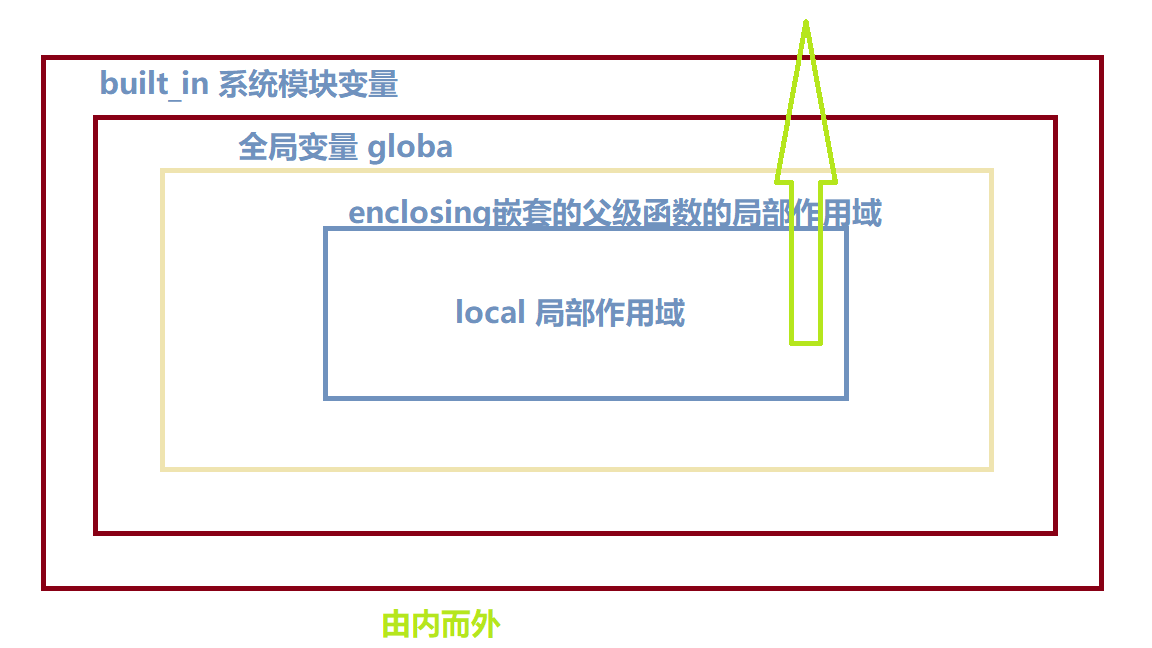 built_in 系统模块变量
全局变量 globa
enclosing嵌套的父级函数的局部作用域
local 局部作用域
由内而外